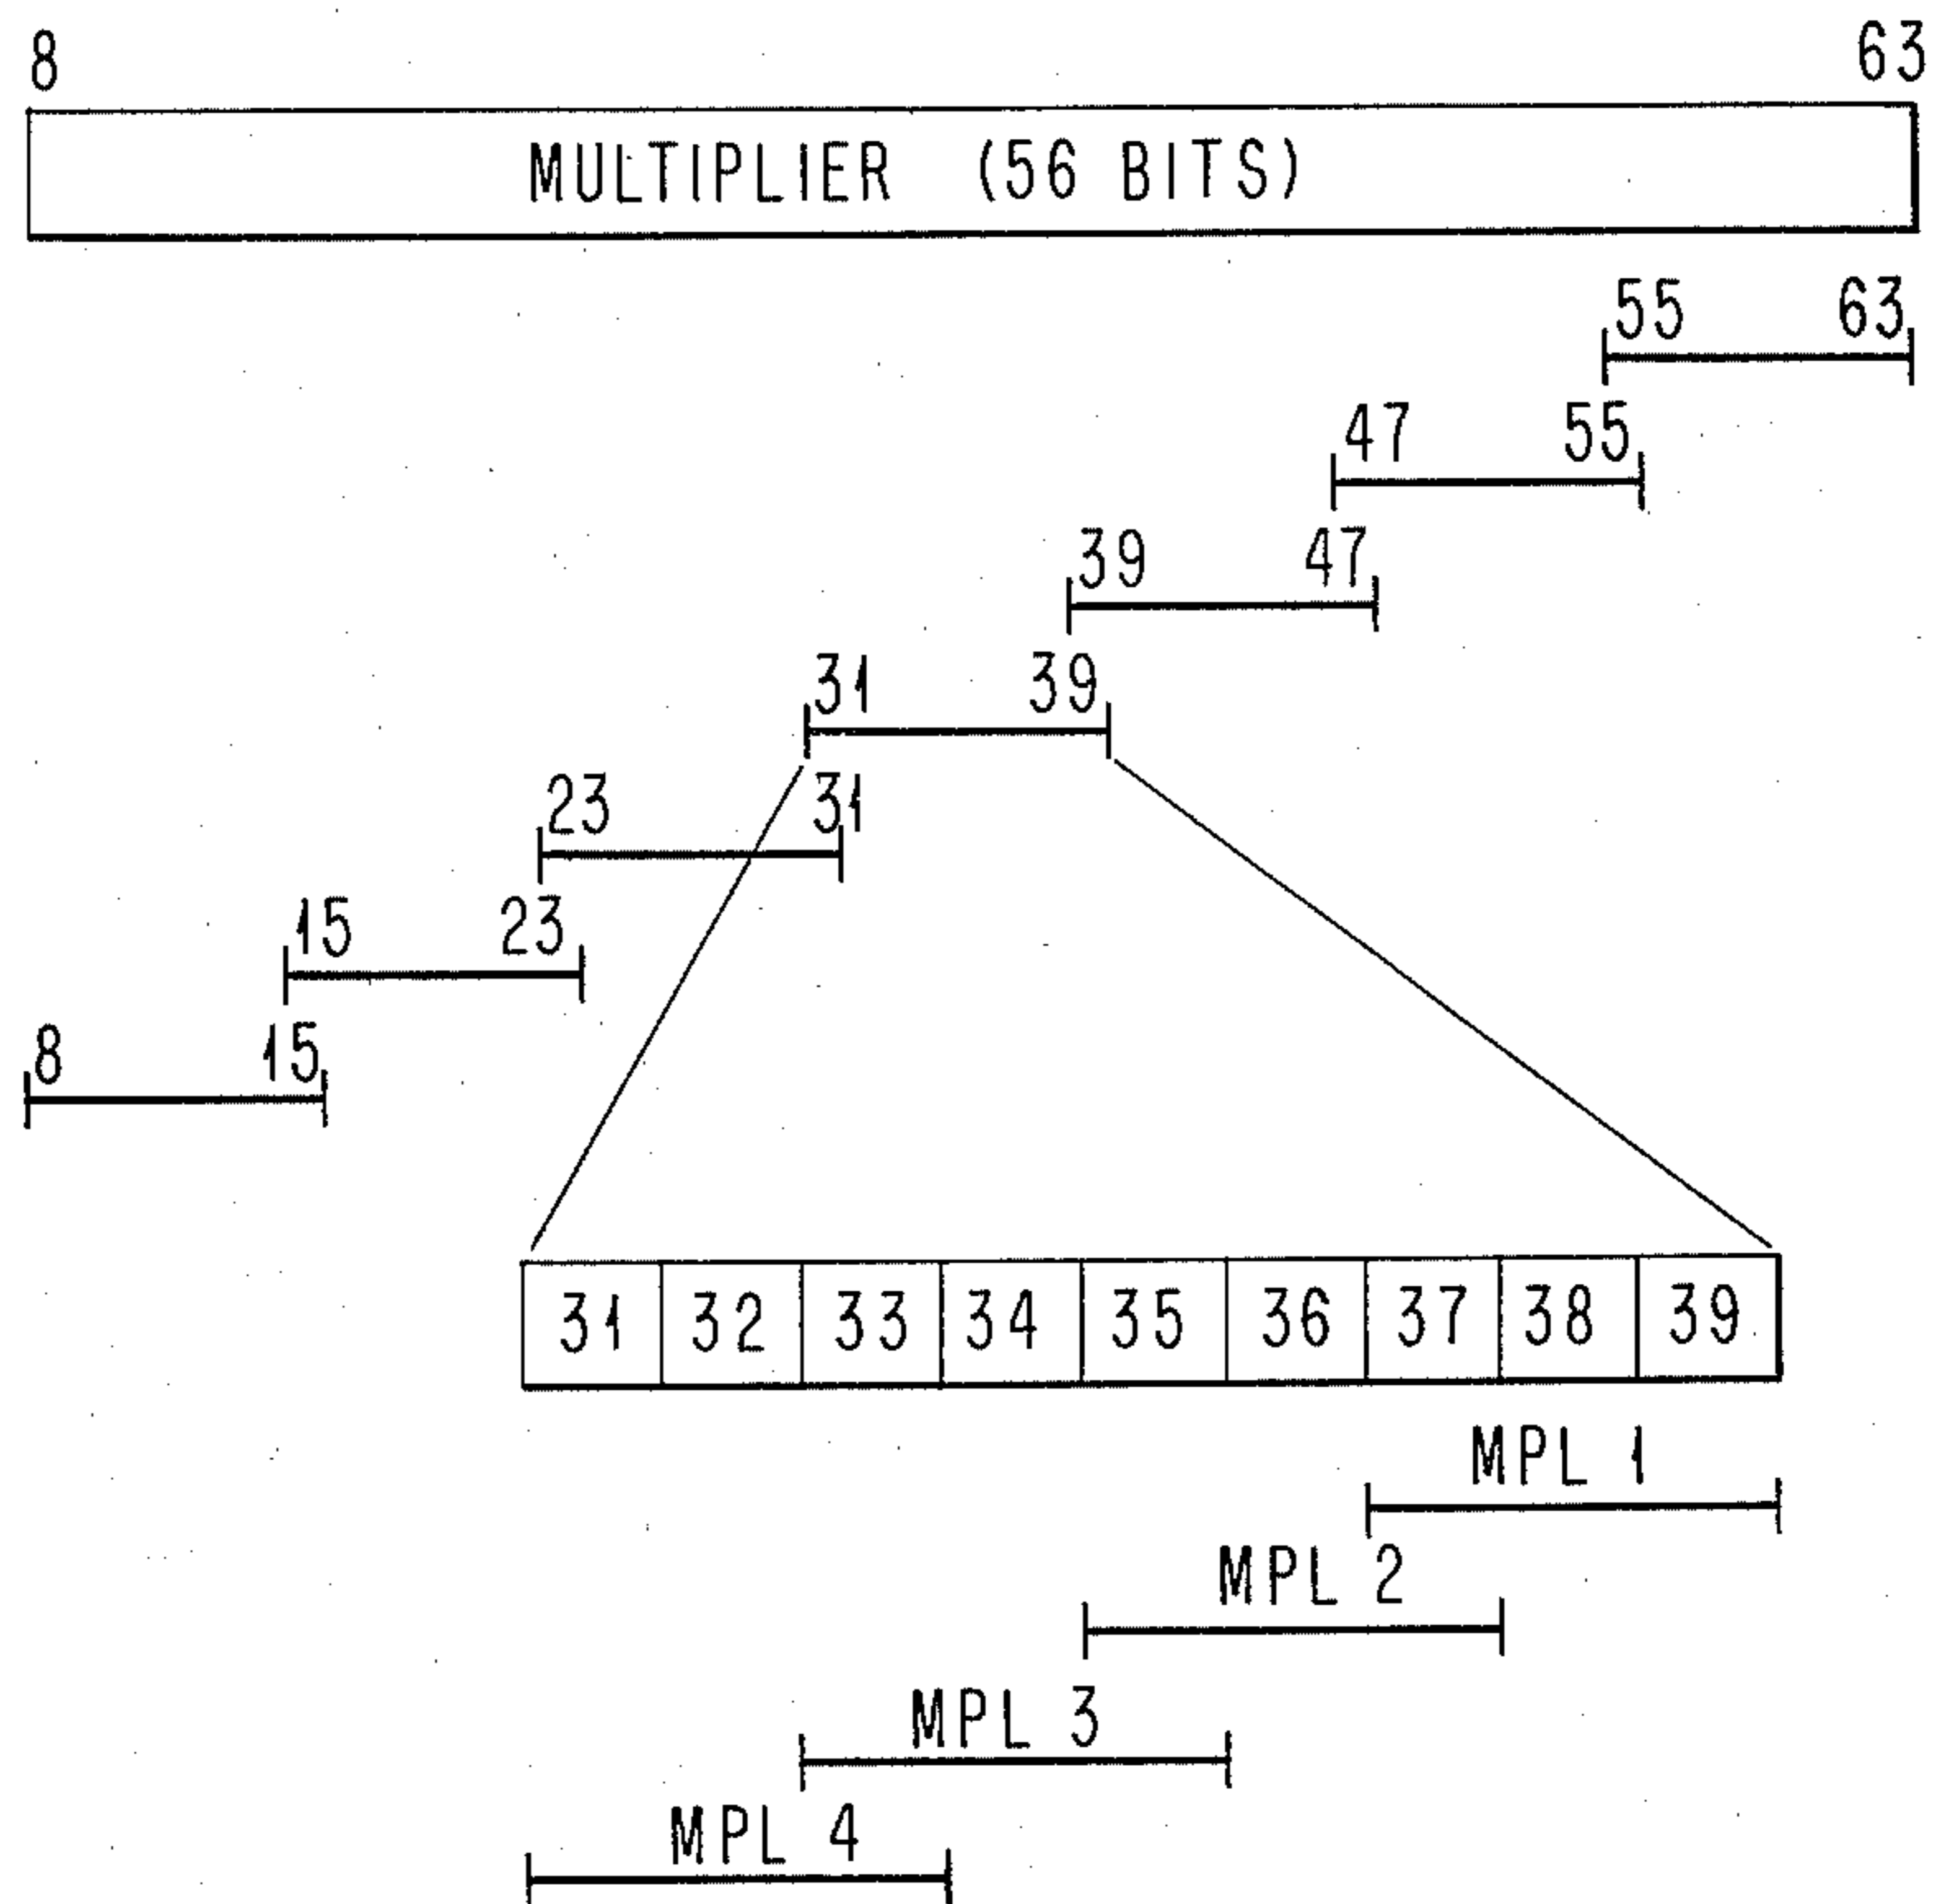 8 63
MULTIPLIER (56 BITS)
55 63
47 55
39 47
31 39
23 31
15 23
8 15
31 32 33 34 35 36 37 38 39
MPL 1
MPL 2
MPL 3
MPL 4